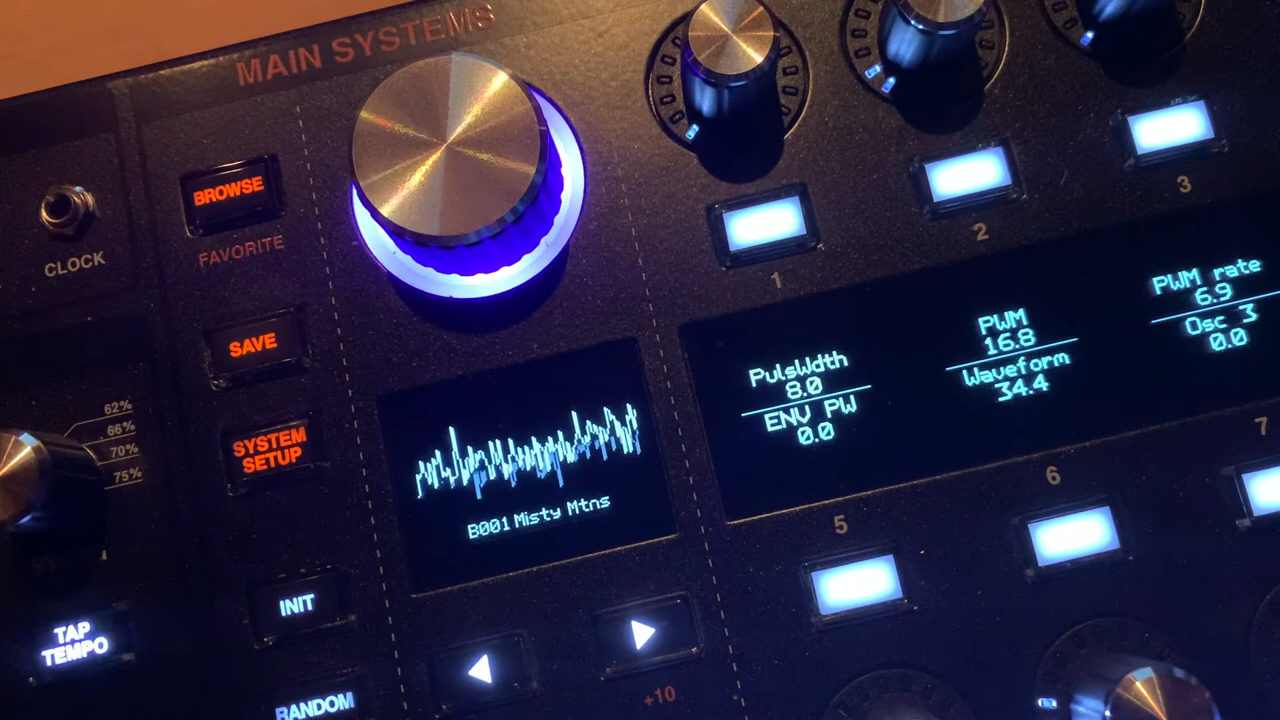 MAIN SYSTEMS
BROWSE
FAVORITE
CLOCK
SAVE
SYSTEM
SETUP
62%
66%
70%
75%
TAP
TEMPO
INIT
RANDOM
B001 Misty Mtns
+10
1
2
3
PulsWdth
8.0
ENV PW
0.0
PWM
16.8
Waveform
34.4
PWM rate
6.9
Osc 3
0.0
5
6
7